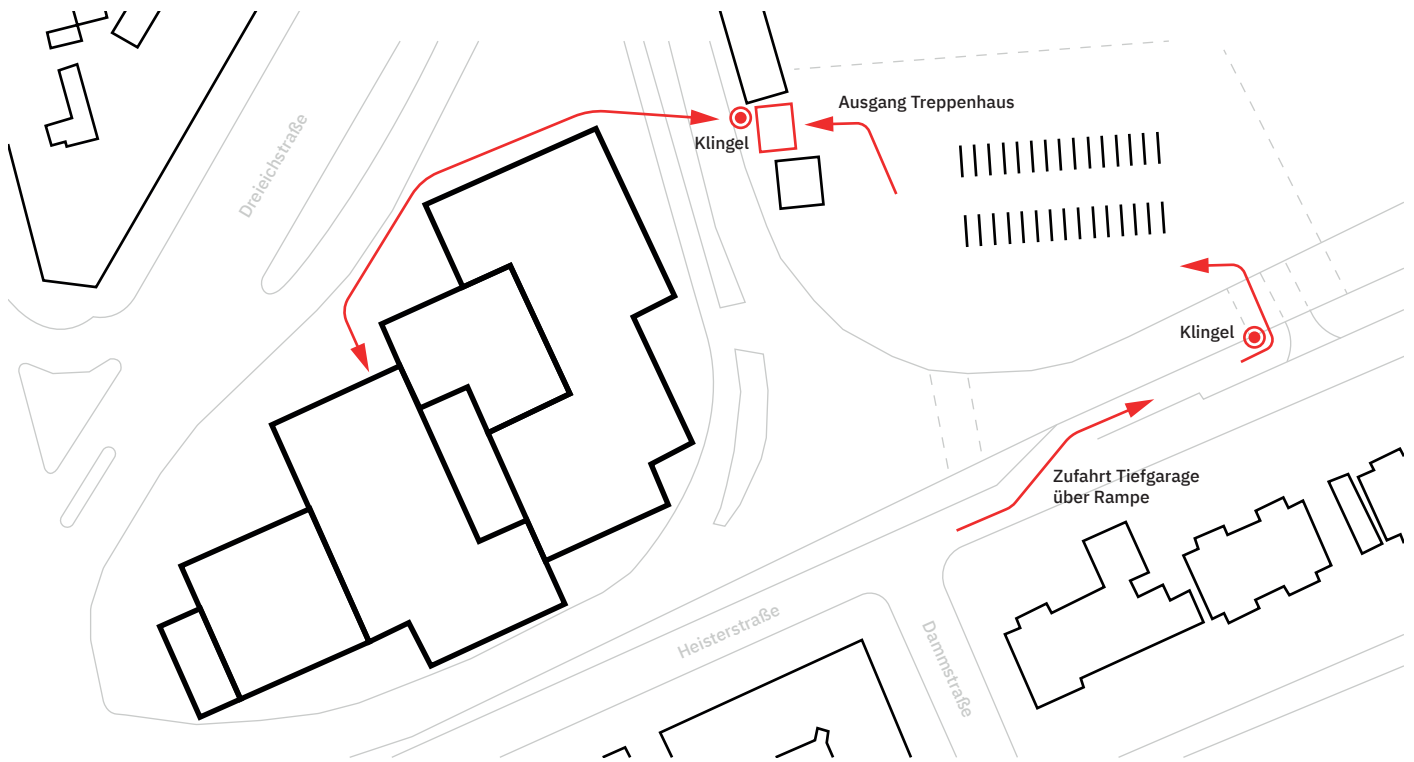 Ausgang Treppenhaus
Klingel
Dreieichstraße
Klingel
Zufahrt Tiefgarage
über Rampe
Heisterstraße
Dammstraße